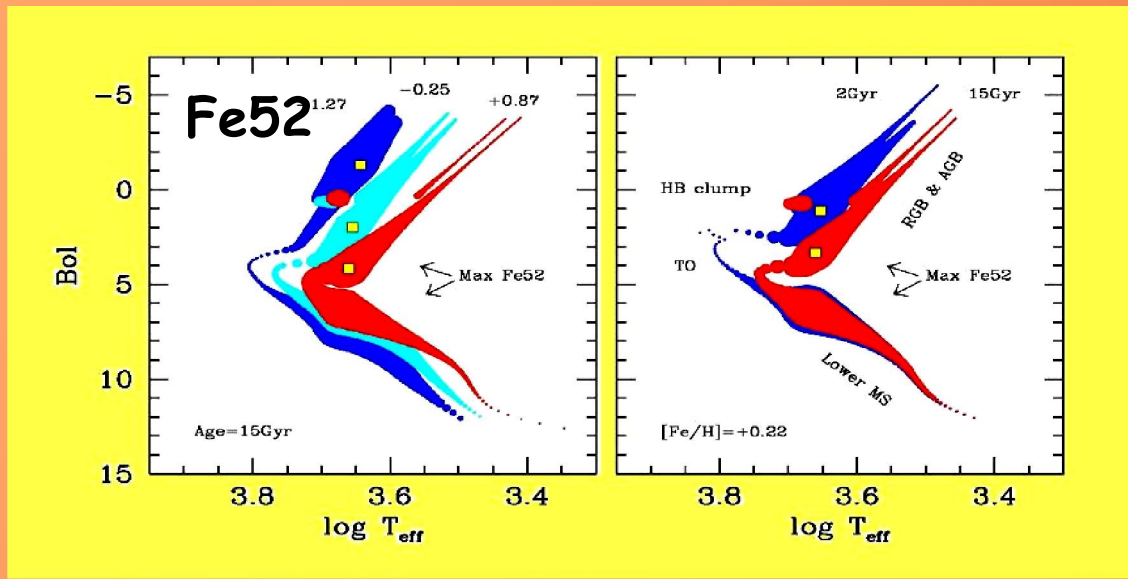 Fe52
1.27
−0.25
+0.87
−5
0
5
10
15
Bol
Max Fe52
Age=15Gyr
3.8
3.6
3.4
log T_eff
2Gyr
15Gyr
HB clump
RGB & AGB
TO
Max Fe52
Lower MS
[Fe/H]=+0.22
3.8
3.6
3.4
log T_eff